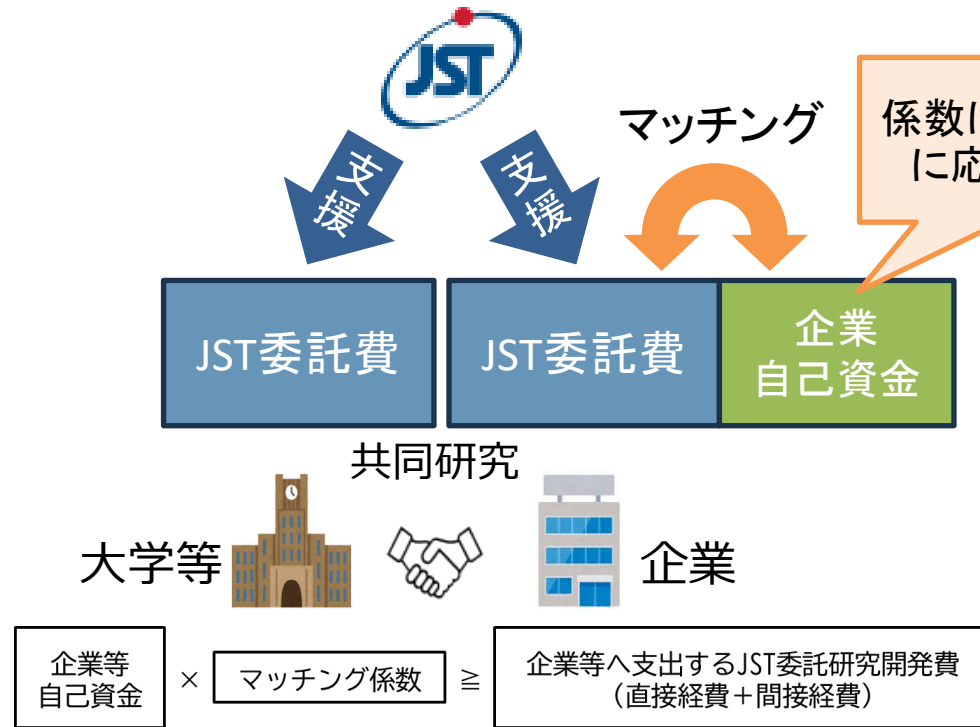 JST
マッチング
係数に
に応
支援
支援
JST委託費
JST委託費
企業
自己資金
共同研究
大学等
企業
企業等
自己資金
×
マッチング係数
≧
企業等へ支出するJST委託研究開発費
(直接経費+間接経費)